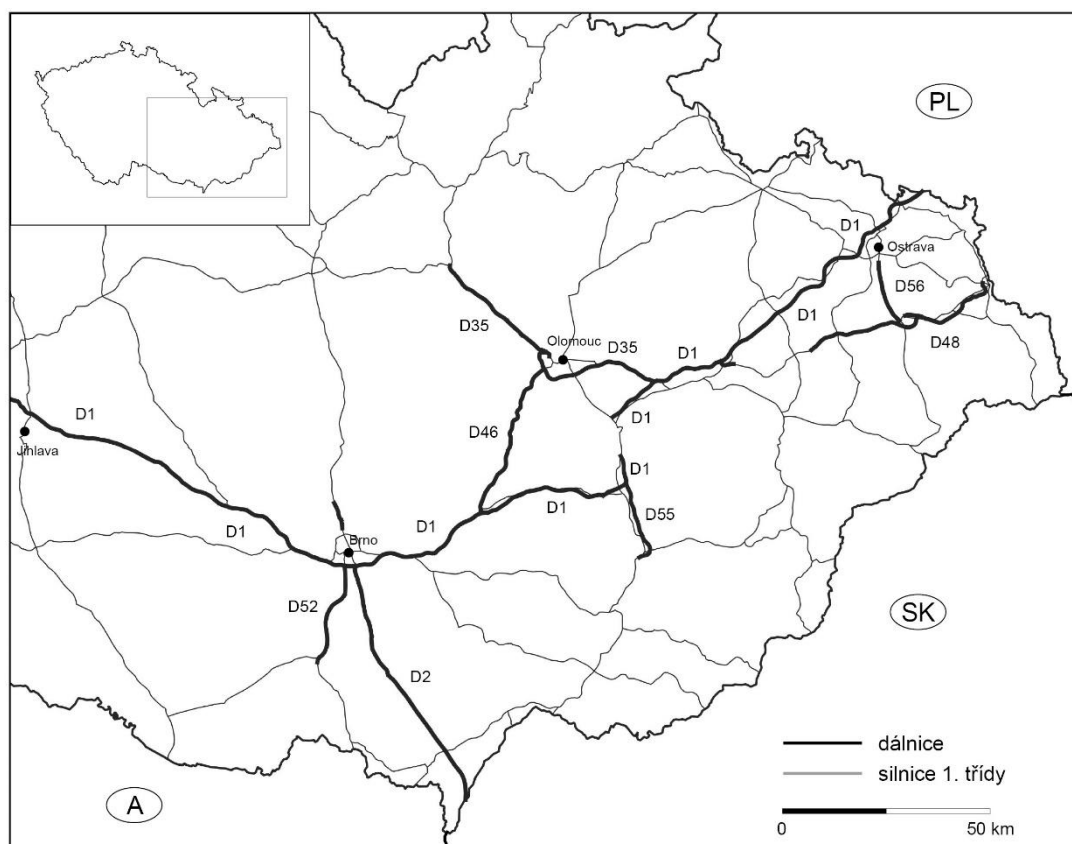 PL
D1
Ostrava
D56
D35
D1
Olomouc
D35
D1
D48
D1
D1
Jihlava
D46
D1
D1
D1
D1
D55
Brno
D52
SK
D2
dálnice
silnice 1. třídy
A
0
50 km